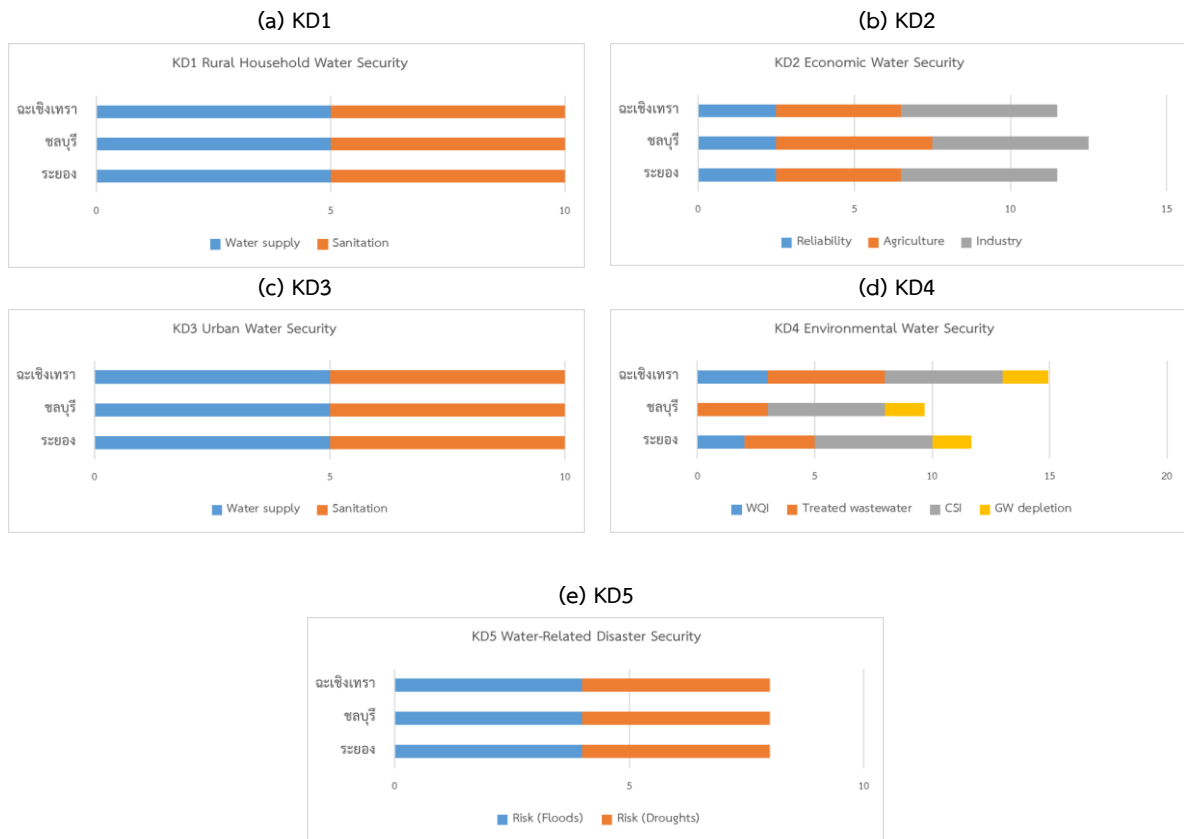 (a) KD1
KD1 Rural Household Water Security
ฉะเชิงเทรา
ชลบุรี
ระยอง
0 5 10
Water supply Sanitation
(b) KD2
KD2 Economic Water Security
ฉะเชิงเทรา
ชลบุรี
ระยอง
0 5 10 15
Reliability Agriculture Industry
(c) KD3
KD3 Urban Water Security
ฉะเชิงเทรา
ชลบุรี
ระยอง
0 5 10
Water supply Sanitation
(d) KD4
KD4 Environmental Water Security
ฉะเชิงเทรา
ชลบุรี
ระยอง
0 5 10 15 20
WQI Treated wastewater CSI GW depletion
(e) KD5
KD5 Water-Related Disaster Security
ฉะเชิงเทรา
ชลบุรี
ระยอง
0 5 10
Risk (Floods) Risk (Droughts)